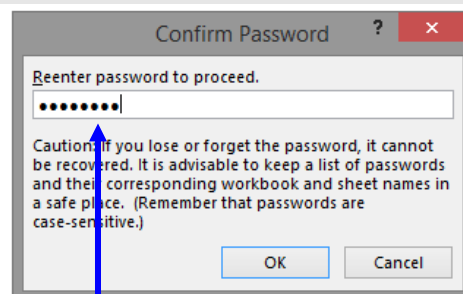 Confirm Password ? ×
Reenter password to proceed.
••••••••
Caution: If you lose or forget the password, it cannot
be recovered. It is advisable to keep a list of passwords
and their corresponding workbook and sheet names in
a safe place. (Remember that passwords are
case-sensitive.)
OK Cancel